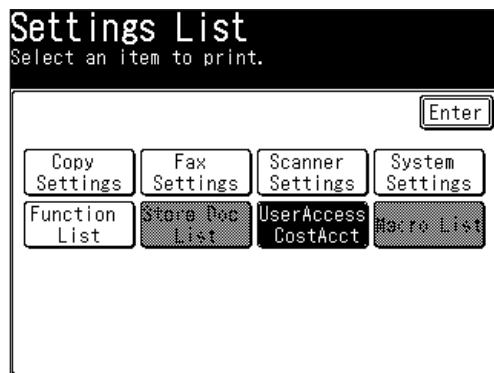 Settings List
Select an item to print.
Enter
Copy Settings
Fax Settings
Scanner Settings
System Settings
Function List
Store Doc List
UserAccess CostAcct
Macro List